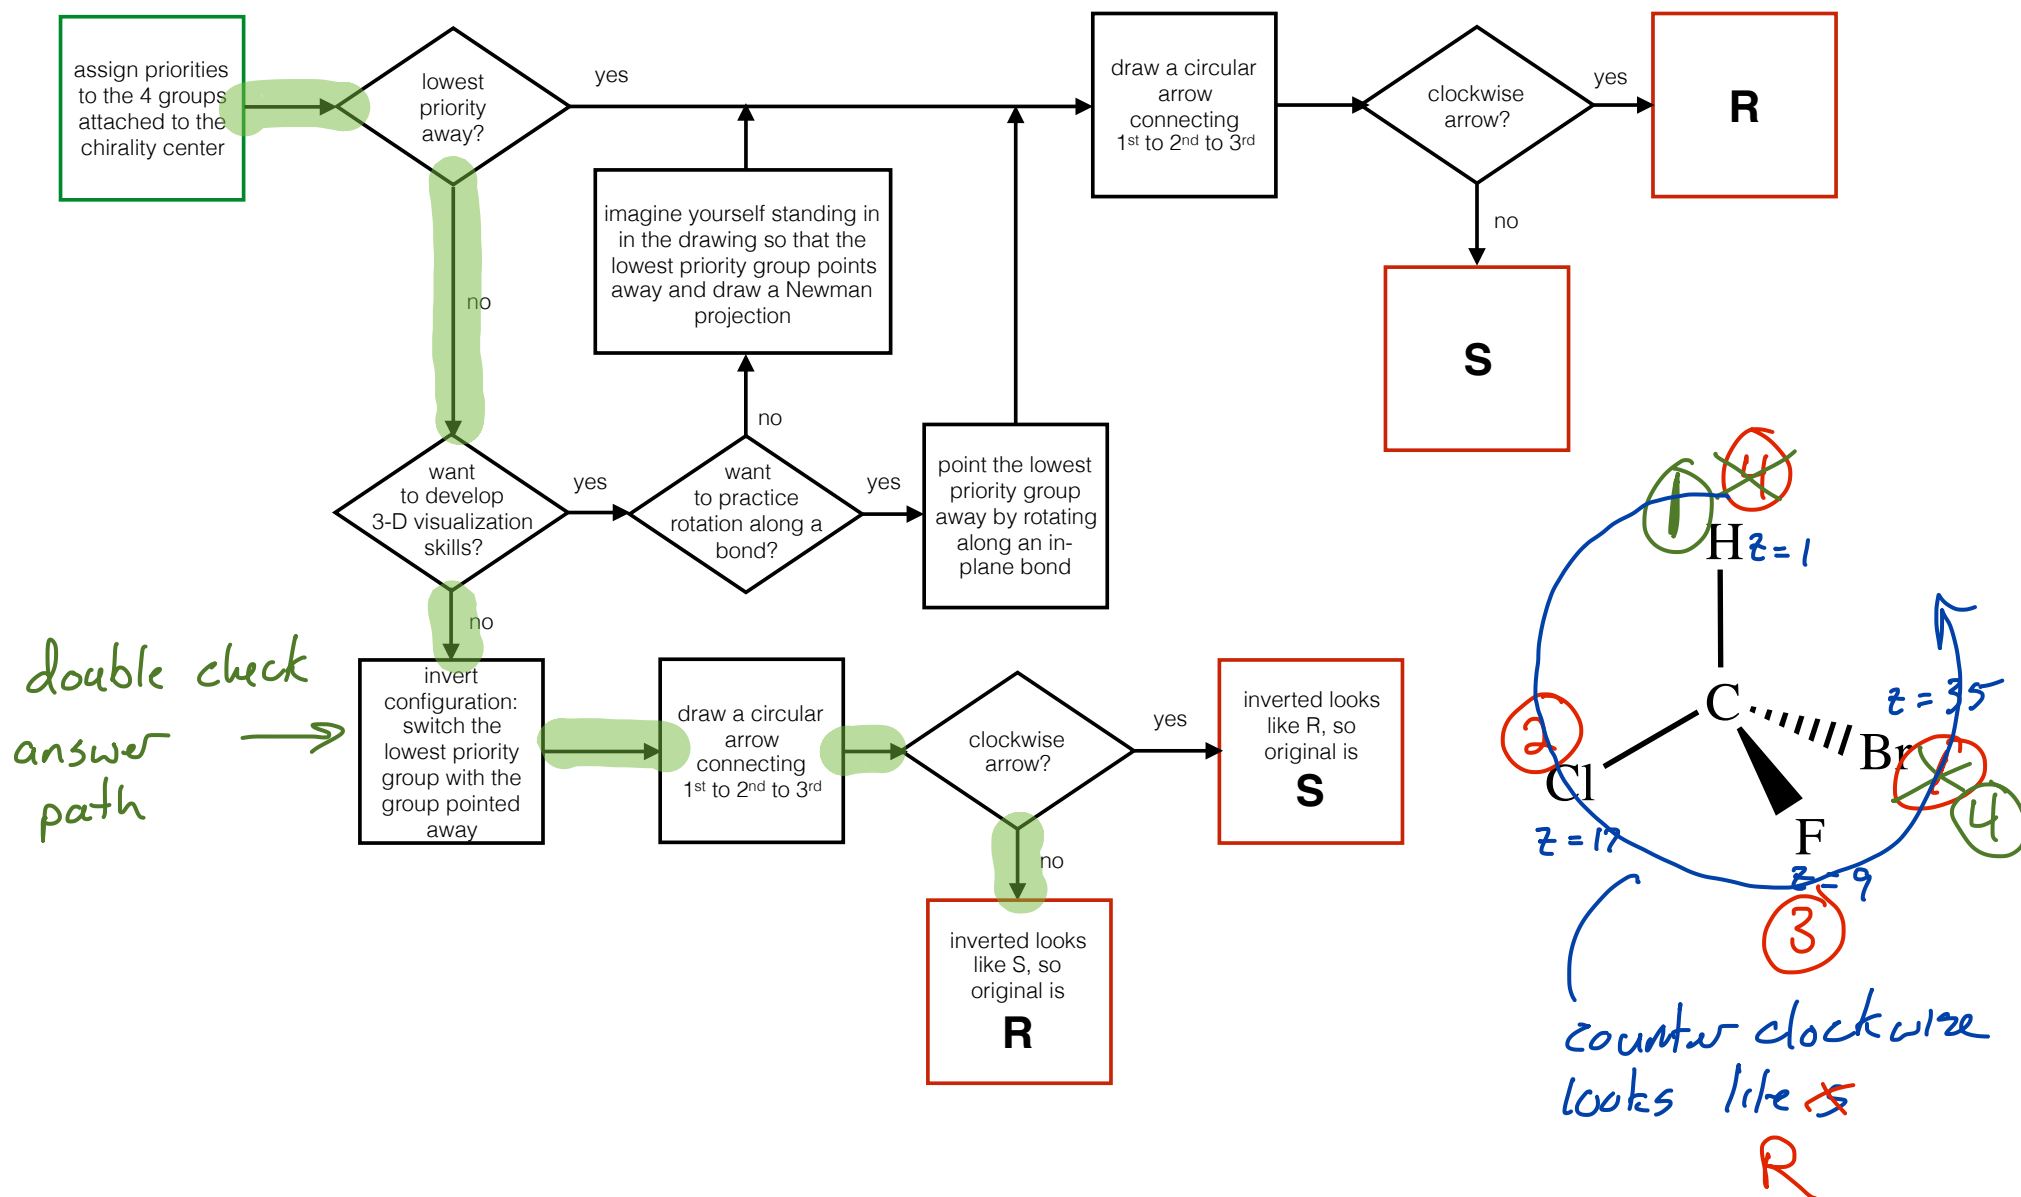 assign priorities
to the 4 groups
attached to the
chirality center
lowest
priority
away?
yes
no
draw a circular
arrow
connecting
1st to 2nd to 3rd
clockwise
arrow?
yes
R
no
S
imagine yourself standing in
in the drawing so that the
lowest priority group points
away and draw a Newman
projection
no
want
to develop
3-D visualization
skills?
yes
want
to practice
rotation along a
bond?
yes
point the lowest
priority group
away by rotating
along an in-
plane bond
no
double check
answer
path
invert
configuration:
switch the
lowest priority
group with the
group pointed
away
draw a circular
arrow
connecting
1st to 2nd to 3rd
clockwise
arrow?
yes
inverted looks
like R, so
original is
S
no
inverted looks
like S, so
original is
R
1
4
H z = 1
C
z = 35
2
Br 1
Cl
4
z = 17
F
z = 9
3
counter clockwise
looks like s
R